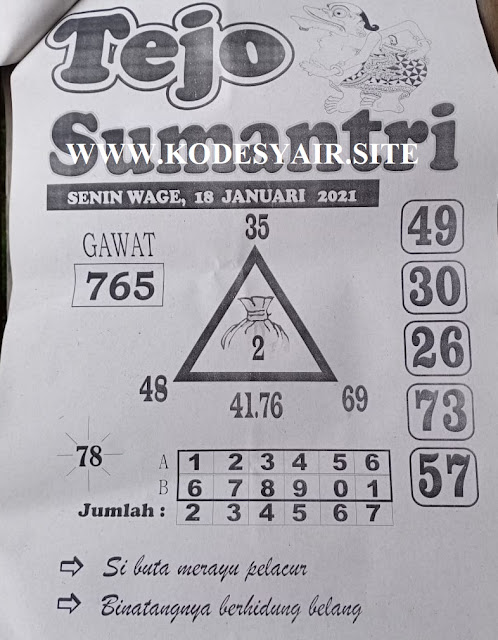 Tejo
Sumantri
WWW.KODESYAIR.SITE
SENIN WAGE, 18 JANUARI 2021
GAWAT
765
35
2
48
41.76
69
49
30
26
73
57
78
A 1 2 3 4 5 6
B 6 7 8 9 0 1
Jumlah : 2 3 4 5 6 7
Si buta merayu pelacur
Binatangnya berhidung belang